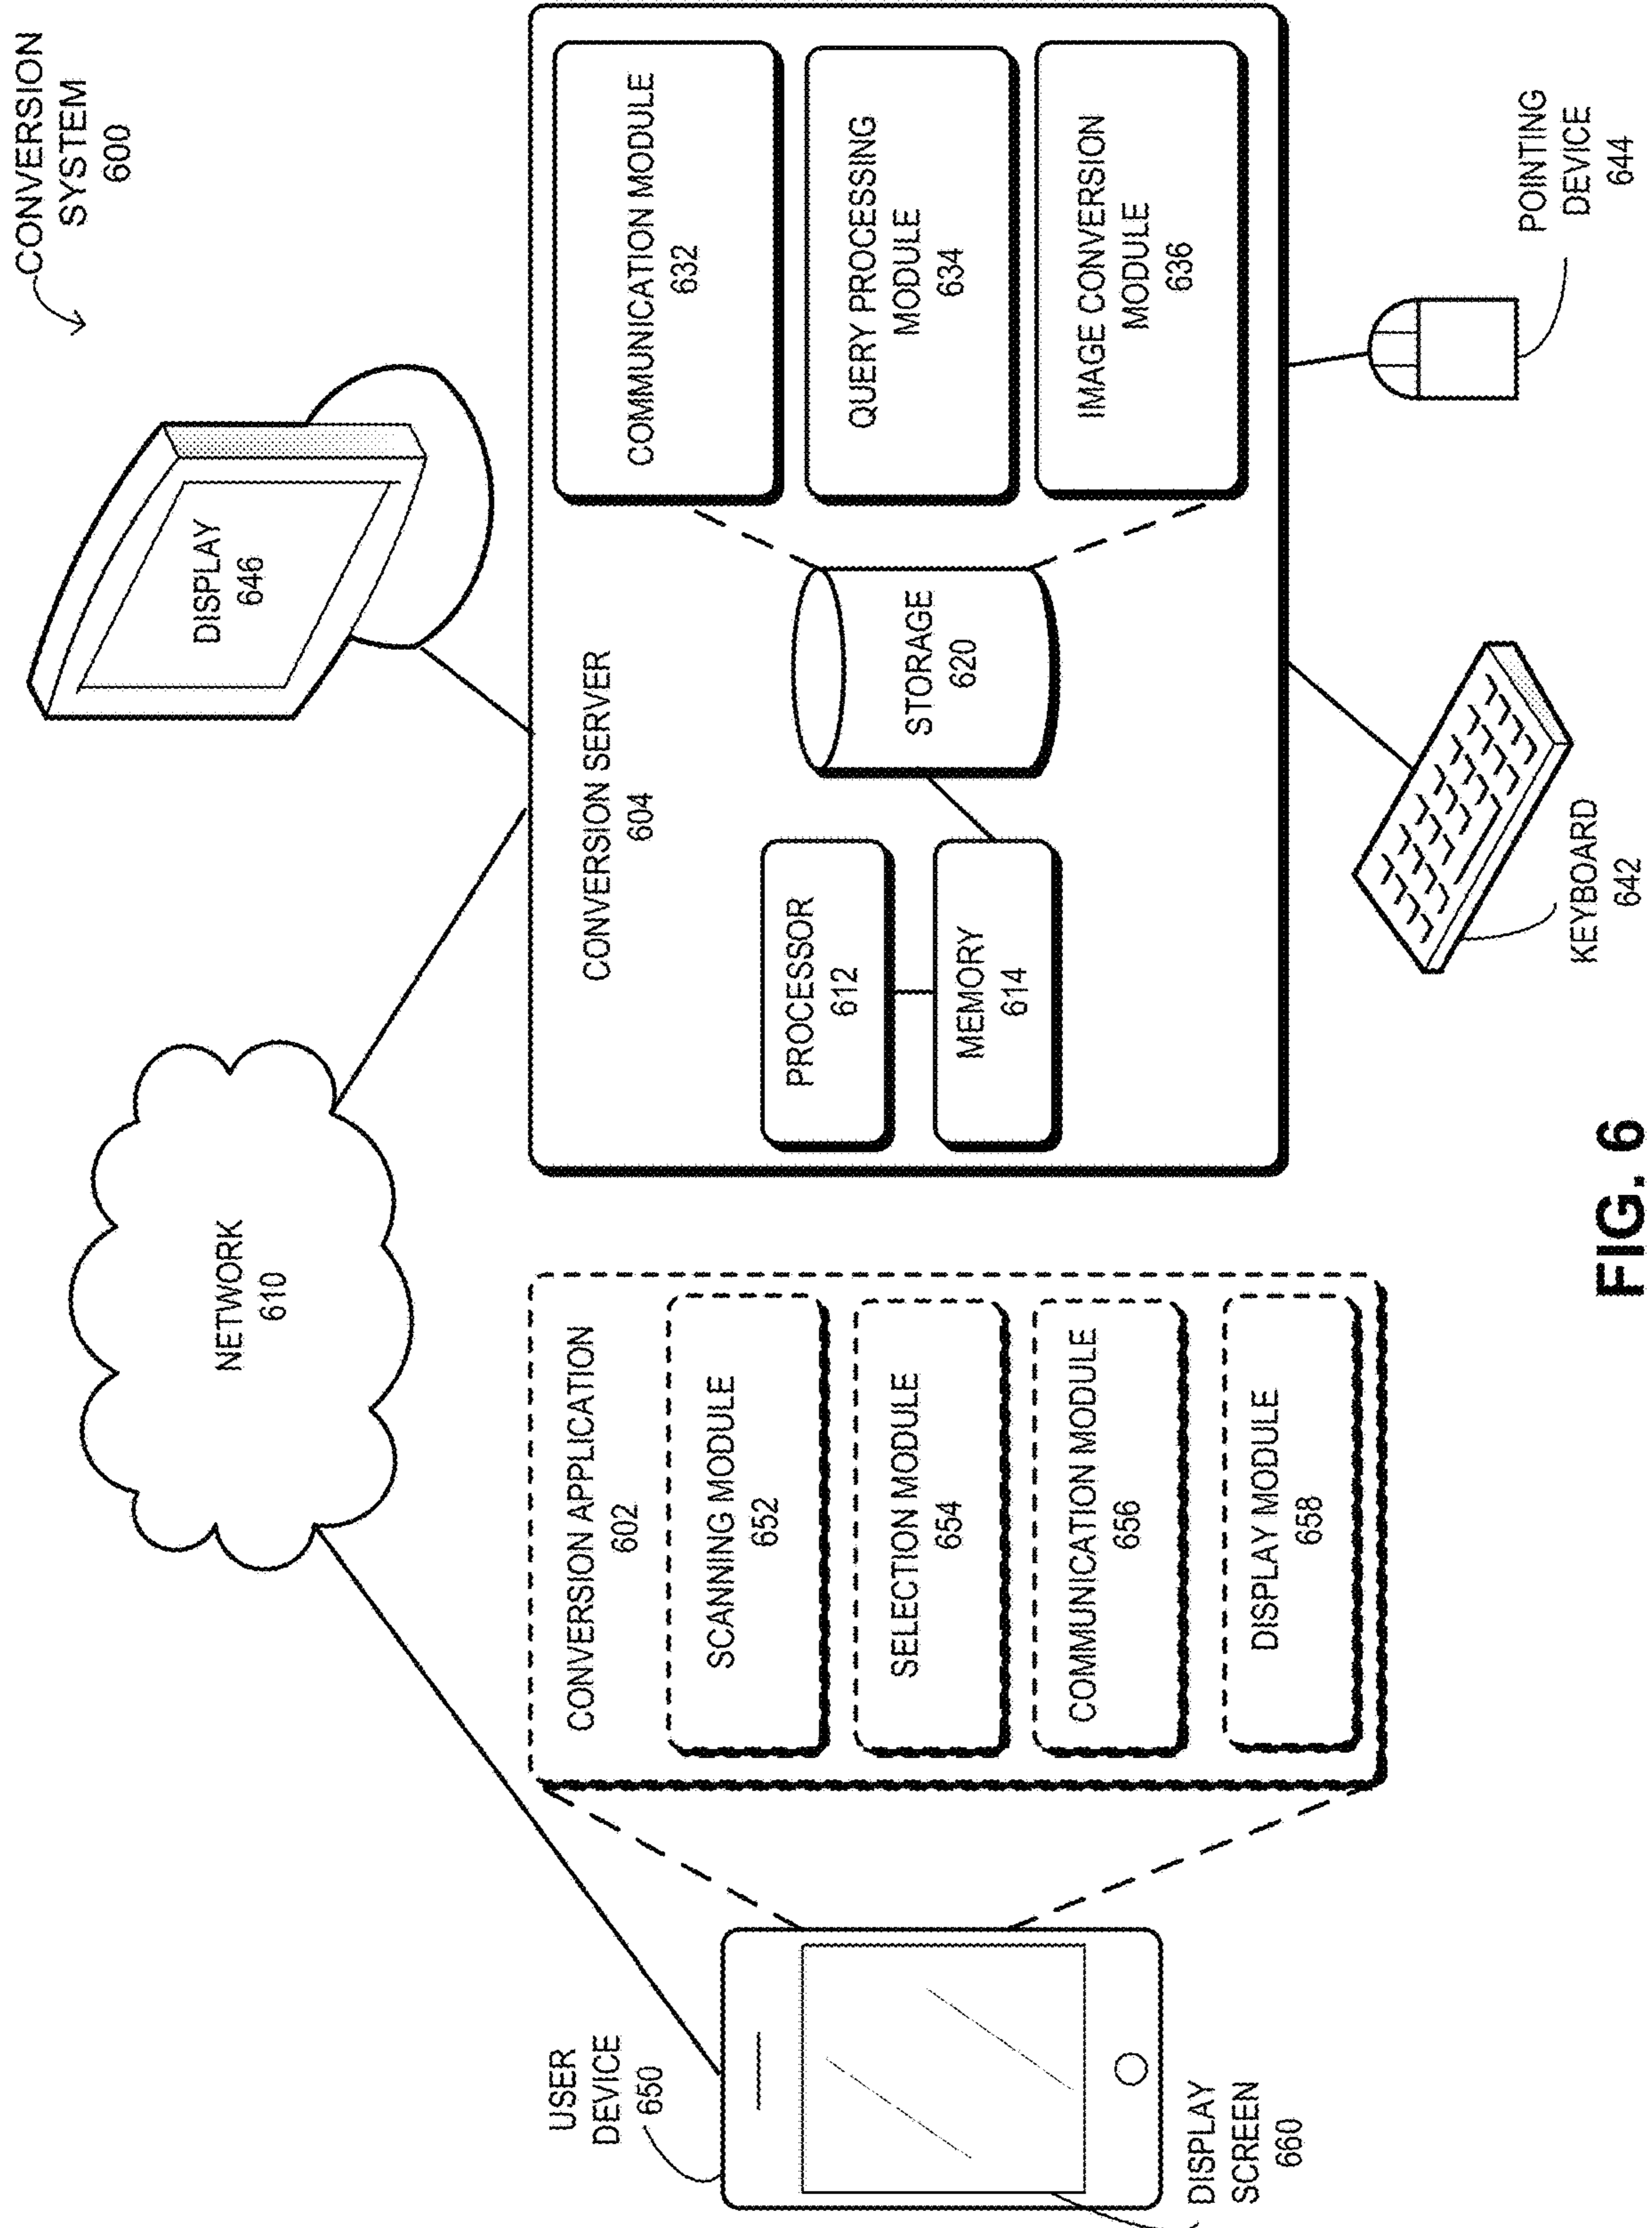 CONVERSION
SYSTEM
600
DISPLAY
646
NETWORK
610
USER
DEVICE
650
DISPLAY
SCREEN
660
CONVERSION APPLICATION
602
SCANNING MODULE
652
SELECTION MODULE
654
COMMUNICATION MODULE
656
DISPLAY MODULE
658
CONVERSION SERVER
604
PROCESSOR
612
MEMORY
614
STORAGE
620
COMMUNICATION MODULE
632
QUERY PROCESSING
MODULE
634
IMAGE CONVERSION
MODULE
636
KEYBOARD
642
POINTING
DEVICE
644
FIG. 6